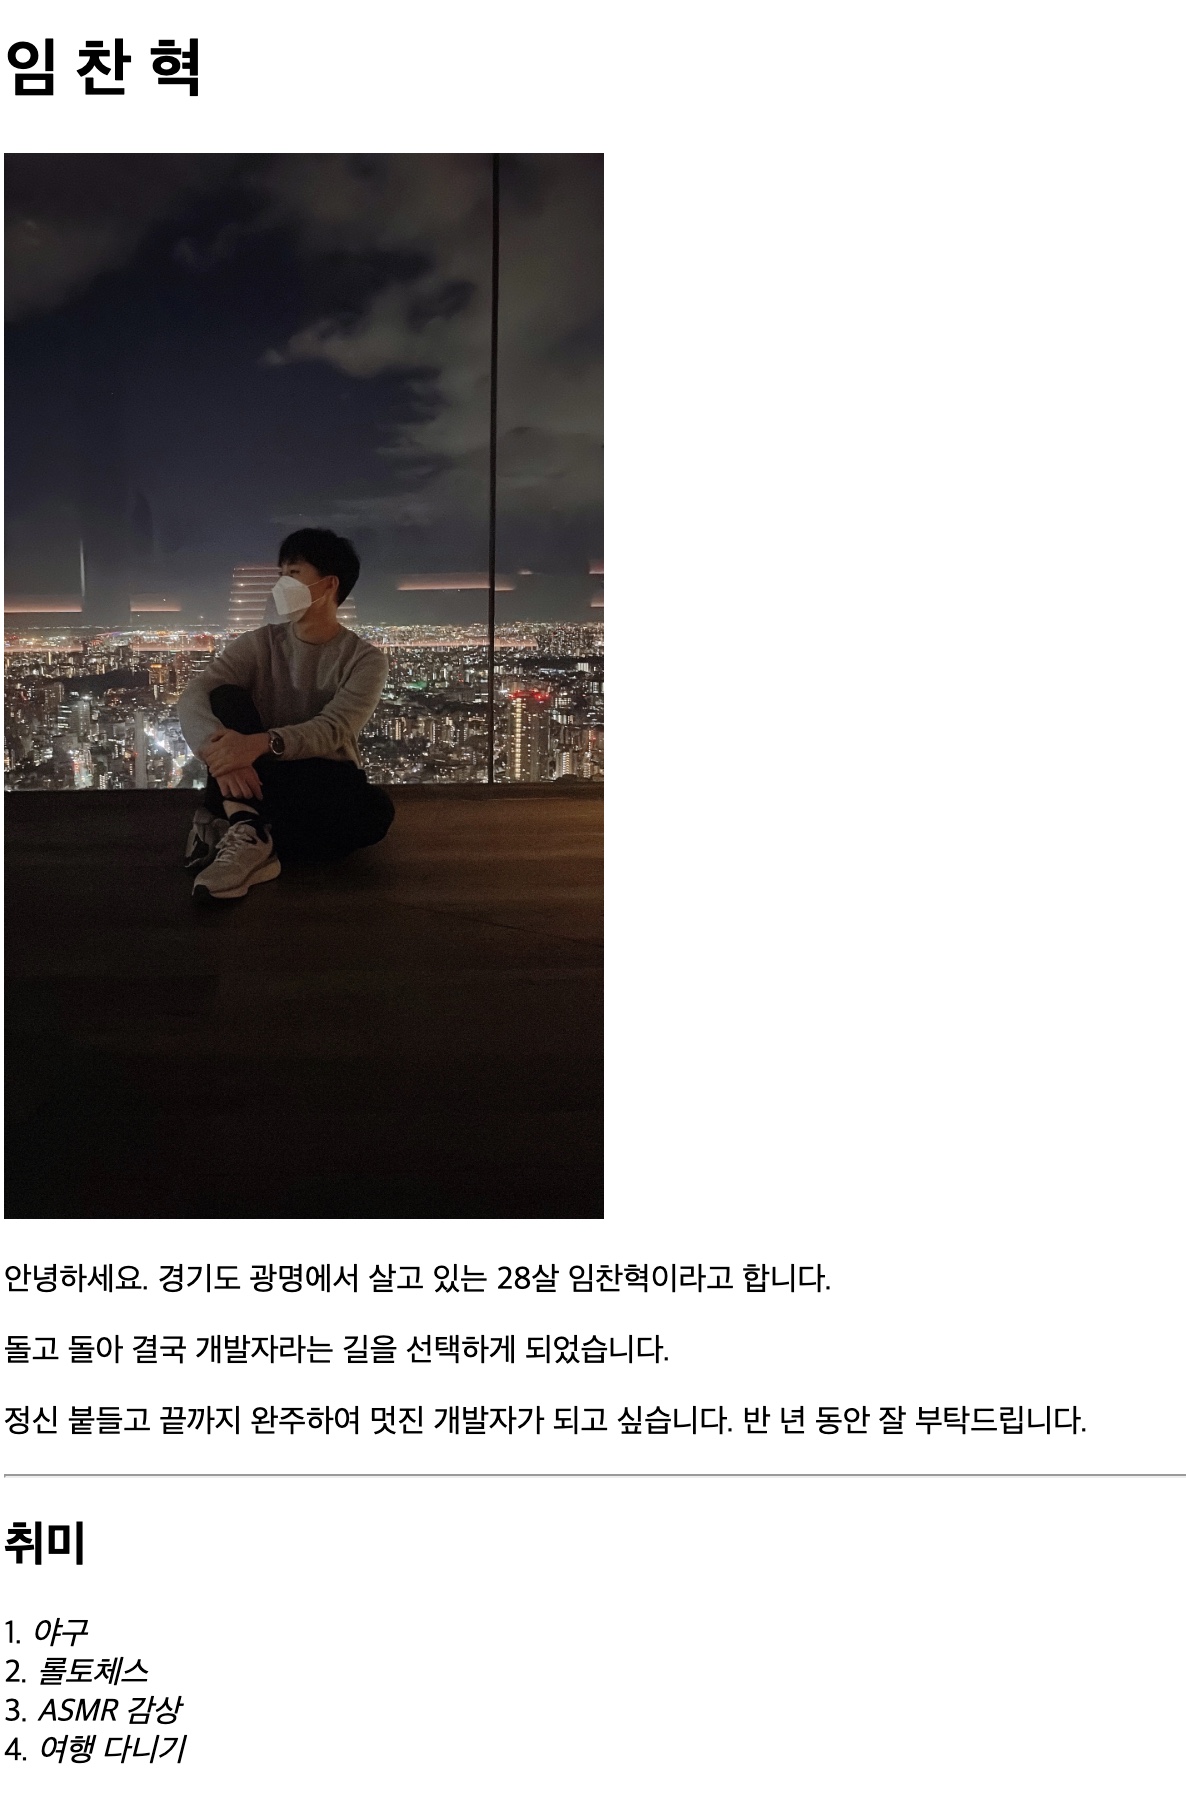 임 찬 혁
안녕하세요. 경기도 광명에서 살고 있는 28살 임찬혁이라고 합니다.
돌고 돌아 결국 개발자라는 길을 선택하게 되었습니다.
정신 붙들고 끝까지 완주하여 멋진 개발자가 되고 싶습니다. 반 년 동안 잘 부탁드립니다.
취미
1. 야구
2. 롤토체스
3. ASMR 감상
4. 여행 다니기